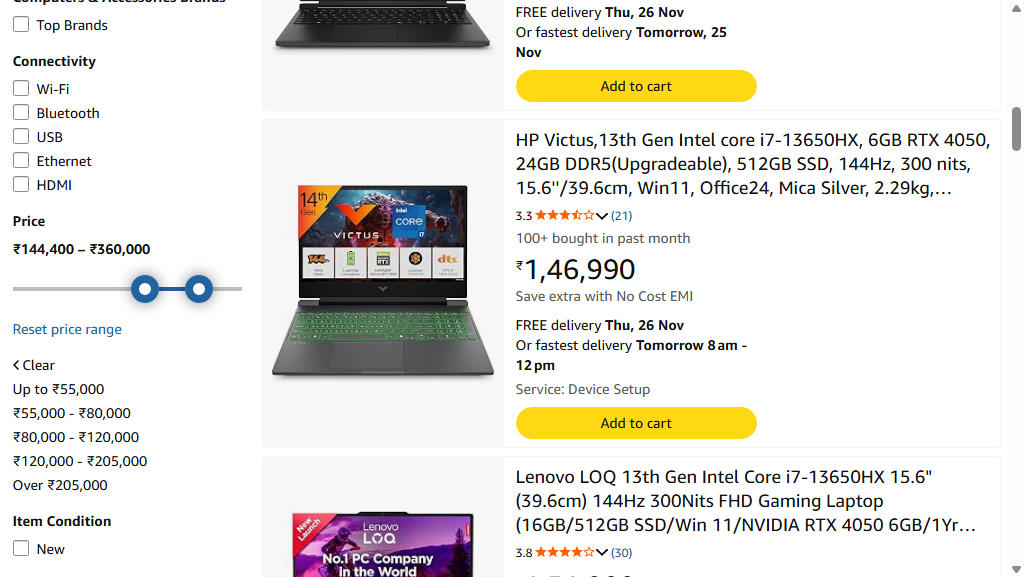 Top Brands
Connectivity
Wi-Fi
Bluetooth
USB
Ethernet
HDMI
Price
₹144,400 – ₹360,000
Reset price range
Clear
Up to ₹55,000
₹55,000 - ₹80,000
₹80,000 - ₹120,000
₹120,000 - ₹205,000
Over ₹205,000
Item Condition
New
FREE delivery Thu, 26 Nov
Or fastest delivery Tomorrow, 25
Nov
Add to cart
14th
Gen
VICTUS
intel
CORE
i7
dts
HP Victus,13th Gen Intel core i7-13650HX, 6GB RTX 4050,
24GB DDR5(Upgradeable), 512GB SSD, 144Hz, 300 nits,
15.6''/39.6cm, Win11, Office24, Mica Silver, 2.29kg,…
3.3 (21)
100+ bought in past month
₹1,46,990
Save extra with No Cost EMI
FREE delivery Thu, 26 Nov
Or fastest delivery Tomorrow 8 am -
12 pm
Service: Device Setup
Add to cart
New
Launch
Lenovo
LOQ
No.1 PC Company
in the World
Lenovo LOQ 13th Gen Intel Core i7-13650HX 15.6"
(39.6cm) 144Hz 300Nits FHD Gaming Laptop
(16GB/512GB SSD/Win 11/NVIDIA RTX 4050 6GB/1Yr…
3.8 (30)